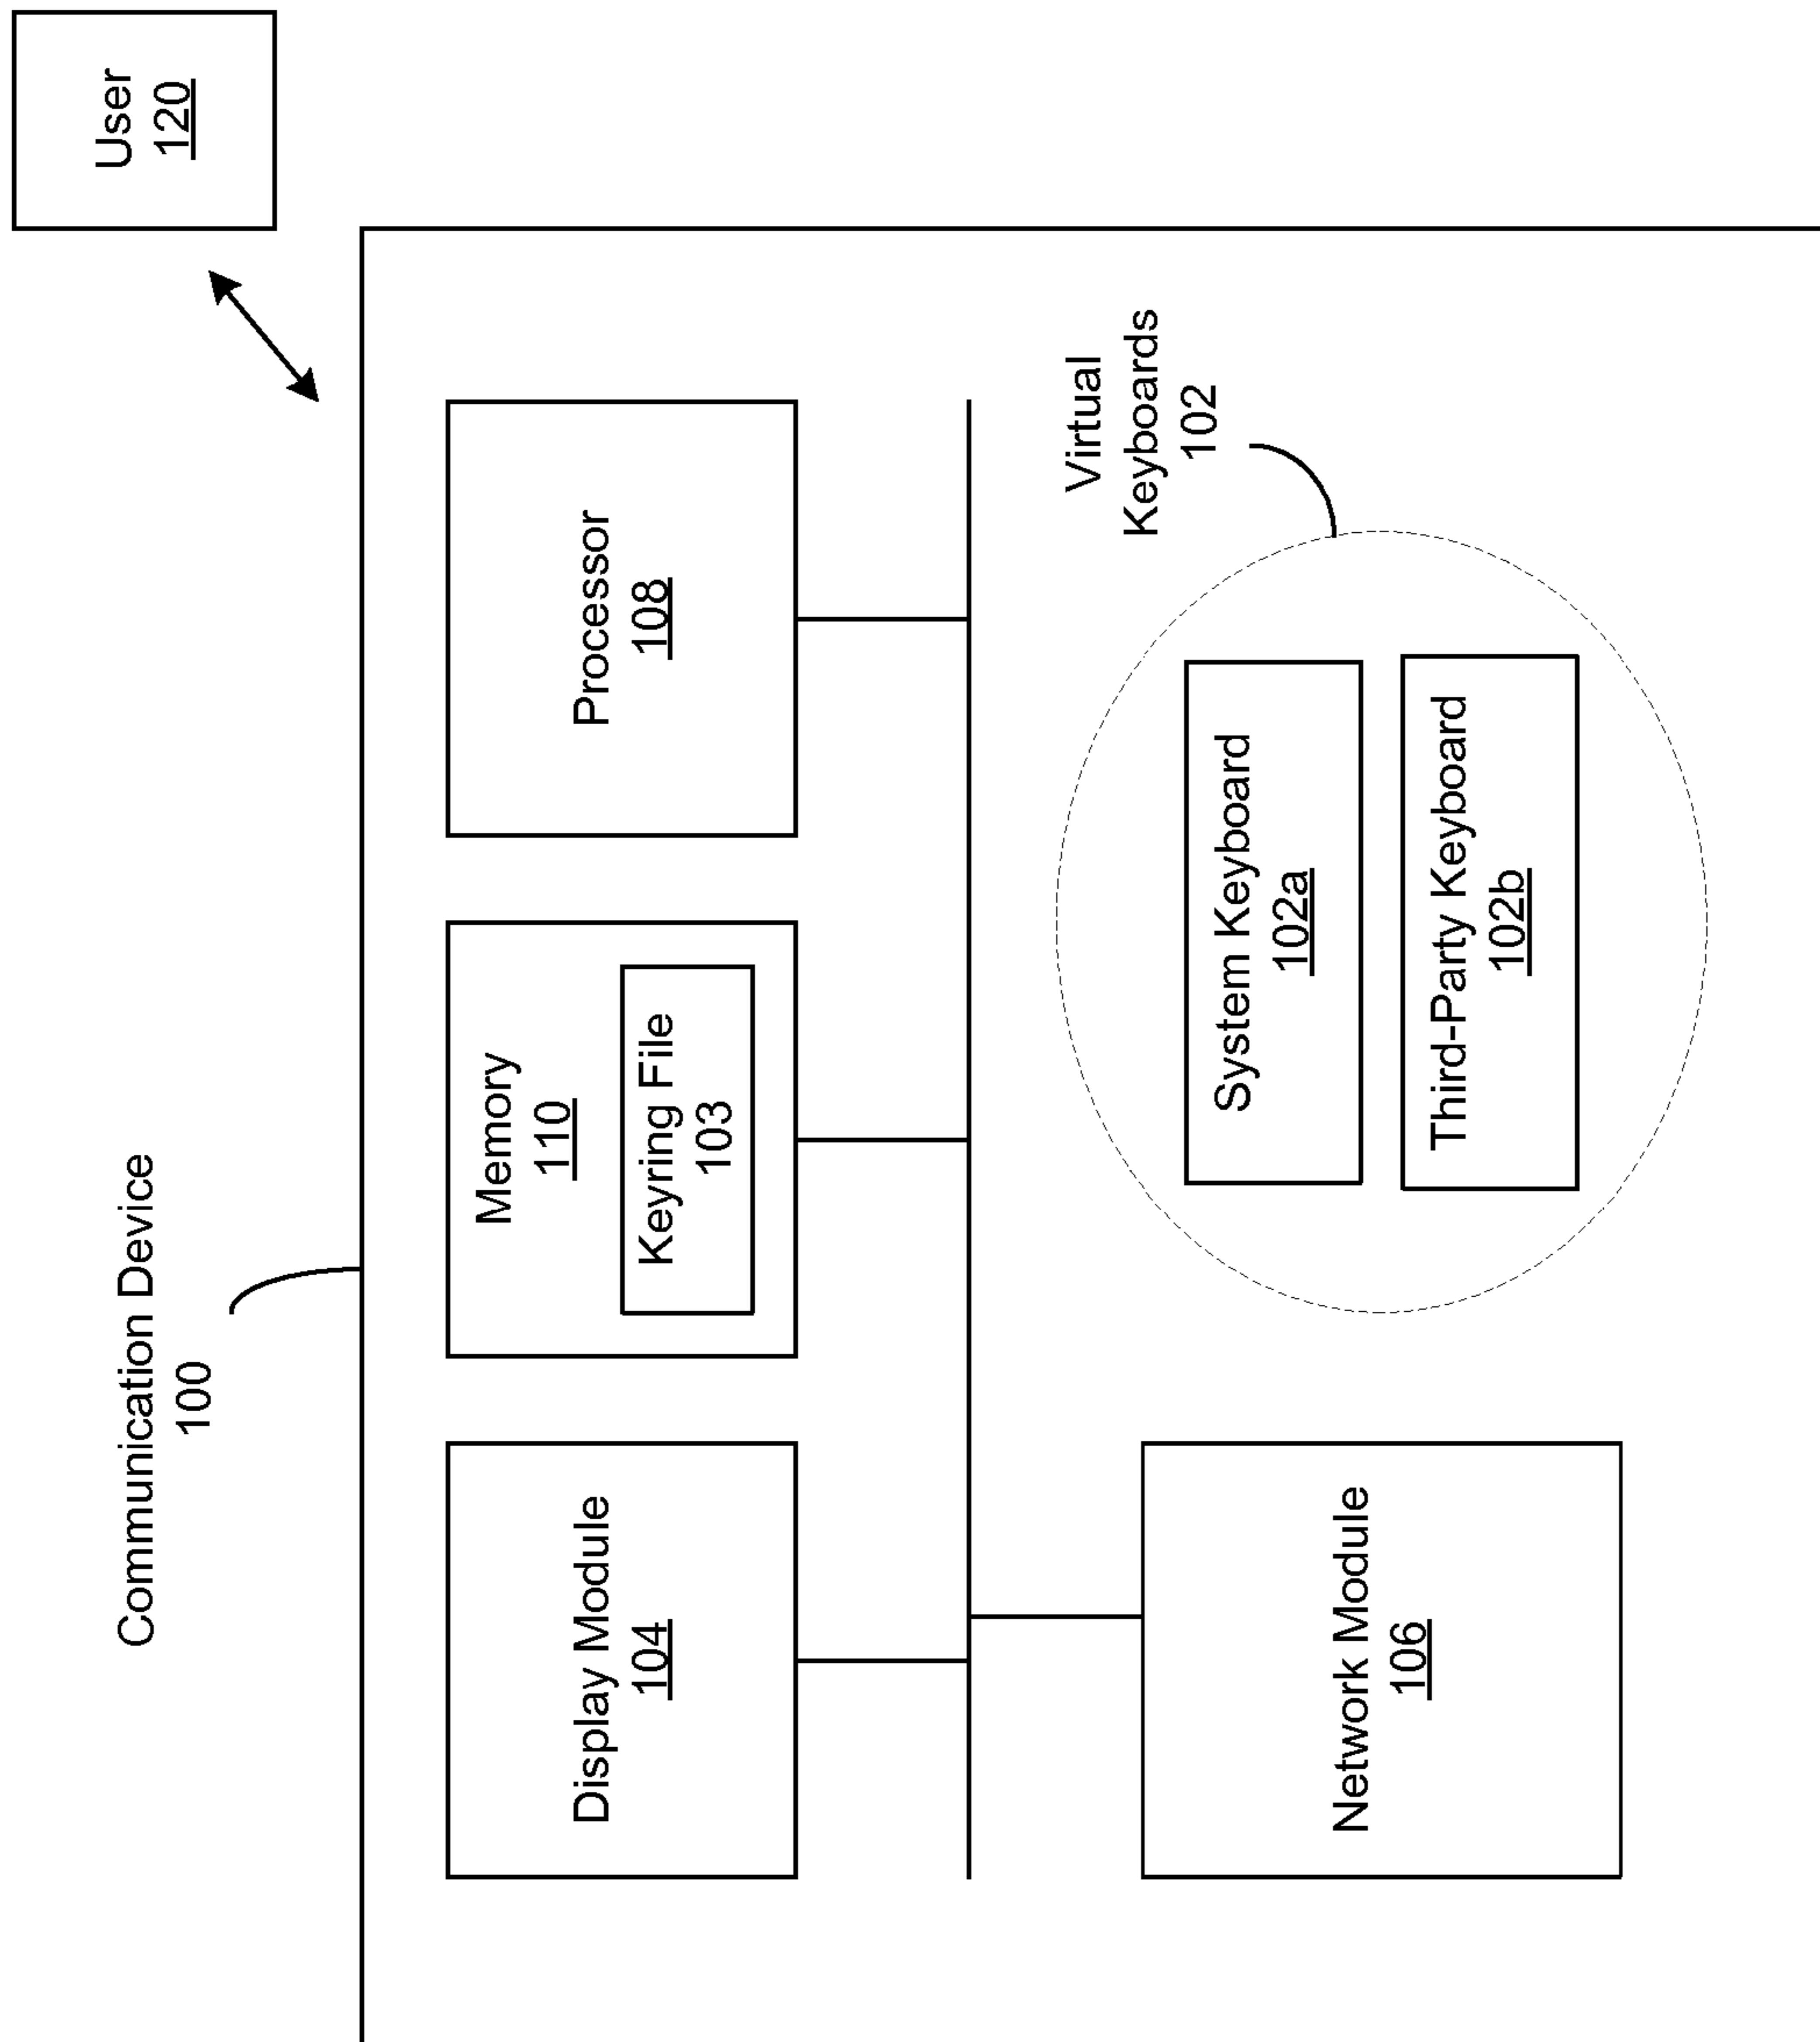 Communication Device
100
User
120
Display Module
104
Memory
110
Keyring File
103
Processor
108
Virtual
Keyboards
102
Network Module
106
System Keyboard
102a
Third-Party Keyboard
102b